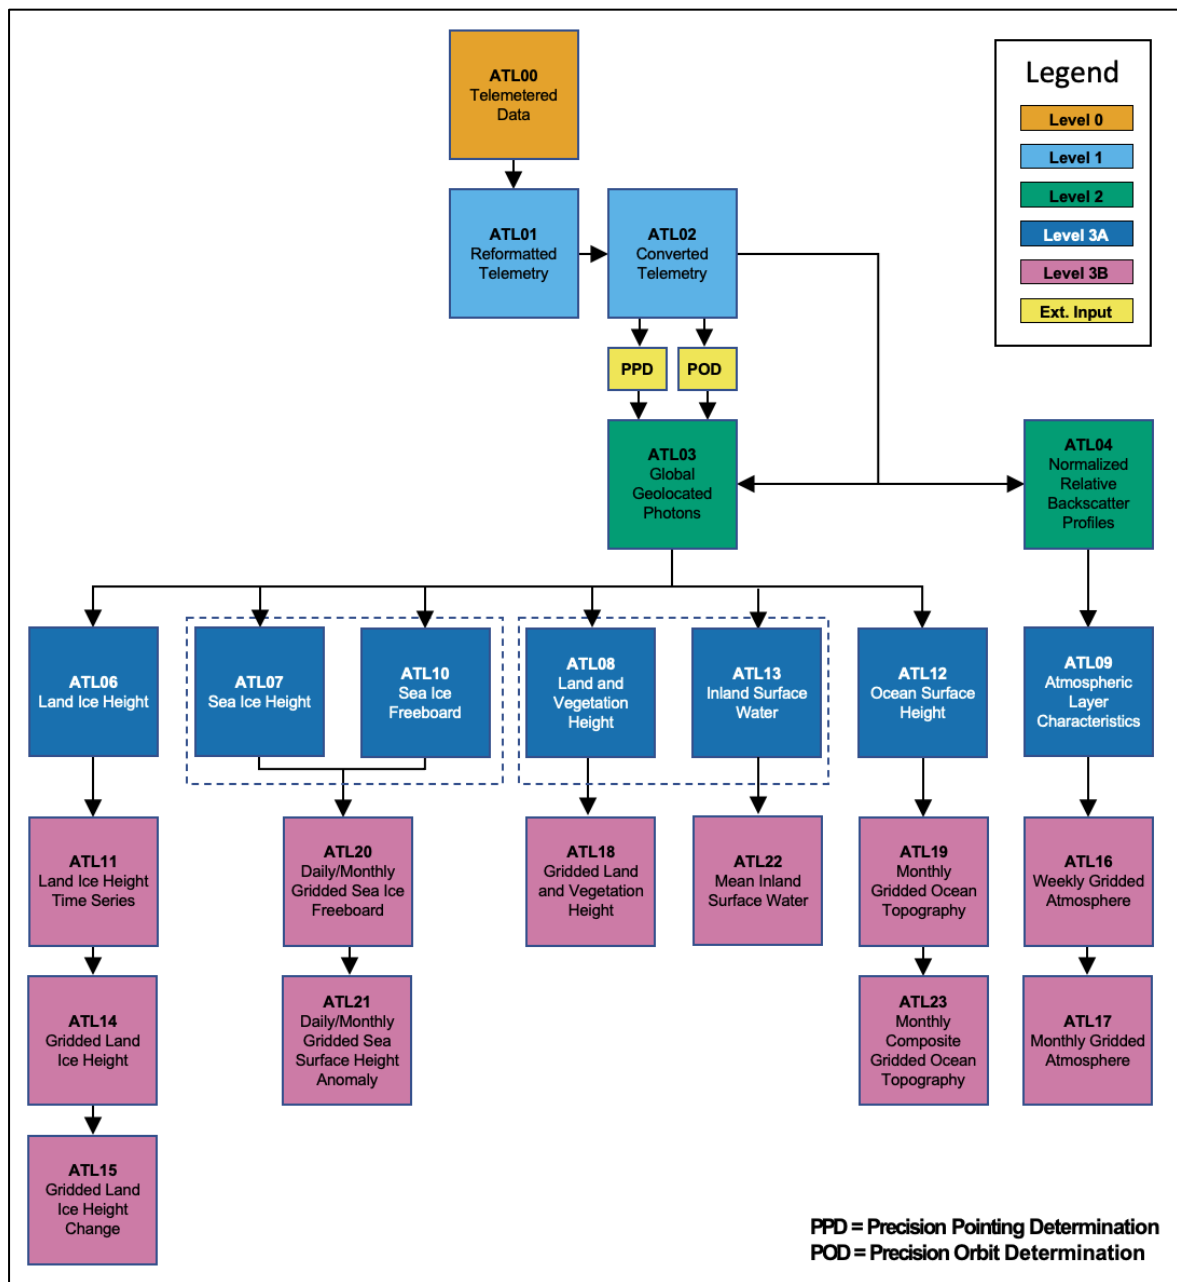 Legend
Level 0
Level 1
Level 2
Level 3A
Level 3B
Ext. Input
ATL00
Telemetered
Data
ATL01
Reformatted
Telemetry
ATL02
Converted
Telemetry
PPD
POD
ATL03
Global
Geolocated
Photons
ATL04
Normalized
Relative
Backscatter
Profiles
ATL06
Land Ice Height
ATL07
Sea Ice Height
ATL10
Sea Ice
Freeboard
ATL08
Land and
Vegetation
Height
ATL13
Inland Surface
Water
ATL12
Ocean Surface
Height
ATL09
Atmospheric
Layer
Characteristics
ATL11
Land Ice Height
Time Series
ATL20
Daily/Monthly
Gridded Sea Ice
Freeboard
ATL18
Gridded Land
and Vegetation
Height
ATL22
Mean Inland
Surface Water
ATL19
Monthly
Gridded Ocean
Topography
ATL16
Weekly Gridded
Atmosphere
ATL14
Gridded Land
Ice Height
ATL21
Daily/Monthly
Gridded Sea
Surface Height
Anomaly
ATL23
Monthly
Composite
Gridded Ocean
Topography
ATL17
Monthly Gridded
Atmosphere
ATL15
Gridded Land
Ice Height
Change
PPD = Precision Pointing Determination
POD = Precision Orbit Determination